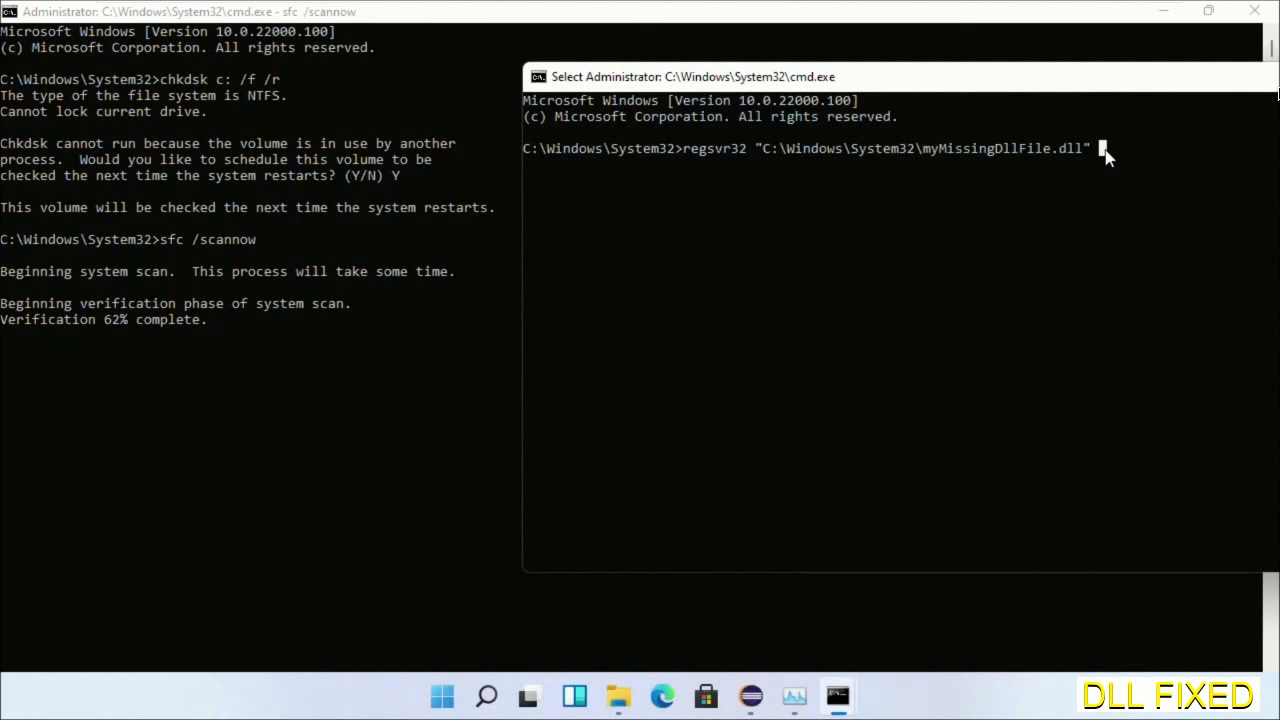 Administrator: C:\Windows\System32\cmd.exe - sfc /scannow
Microsoft Windows [Version 10.0.22000.100]
(c) Microsoft Corporation. All rights reserved.
C:\Windows\System32>chkdsk c: /f /r
The type of the file system is NTFS.
Cannot lock current drive.
Chkdsk cannot run because the volume is in use by another
process.  Would you like to schedule this volume to be
checked the next time the system restarts? (Y/N) Y
This volume will be checked the next time the system restarts.
C:\Windows\System32>sfc /scannow
Beginning system scan.  This process will take some time.
Beginning verification phase of system scan.
Verification 62% complete.
Select Administrator: C:\Windows\System32\cmd.exe
Microsoft Windows [Version 10.0.22000.100]
(c) Microsoft Corporation. All rights reserved.
C:\Windows\System32>regsvr32 "C:\Windows\System32\myMissingDllFile.dll"
DLL FIXED